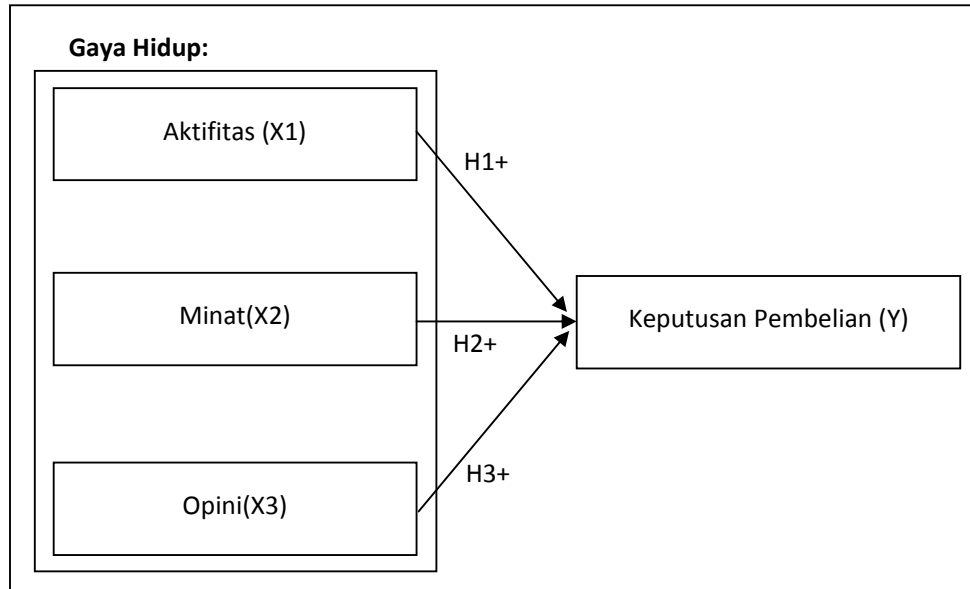 Gaya Hidup:
Aktifitas (X1)
H1+
Minat(X2)
H2+
Keputusan Pembelian (Y)
Opini(X3)
H3+